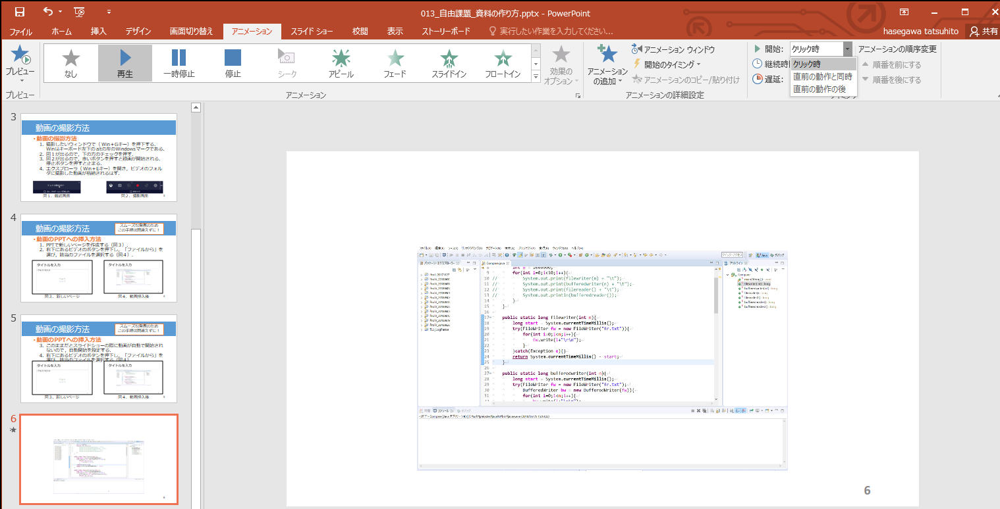 013_自由課題_資料の作り方.pptx - PowerPoint
ファイル ホーム 挿入 デザイン 画面切り替え アニメーション スライド ショー 校閲 表示 ストーリーボード 実行したい作業を入力してください... hasegawa tatsuhito 共有
プレビュー
なし 再生 一時停止 停止 シーク アピール フェード スライドイン フロートイン
効果の
オプション
アニメーション
の追加
アニメーション ウィンドウ
開始のタイミング
アニメーションのコピー/貼り付け
開始: クリック時
継続時
遅延:
クリック時
直前の動作と同時
直前の動作の後
アニメーションの順序変更
順番を前にする
順番を後にする
プレビュー アニメーション アニメーションの詳細設定
3
動画の撮影方法
・動画の撮影方法
1. 撮影したいウィンドウで（Win＋Gキー）を押下する.
Winはキーボード左下のaltの左のWindowsマークである.
2. 図１が出るので，下の方のチェックを押す.
3. 図２が出るので，赤いボタンを押すと録画が開始される.
停止ボタンを押すと止まる.
4. エクスプローラ（Win＋Eキー）を開き，ビデオのフォル
ダに撮影した動画が格納されるはず.
図１．確認画面 図２．撮影画面
4
動画の撮影方法
スムーズな発表のため
この手順は間違えずに！
・動画のPPTへの挿入方法
1. PPTで新しいページを作成する（図３）.
2. 右下にあるビデオのボタンを押下し，「ファイルから」を
選び，該当のファイルを選択する（図４）.
タイトルを入力 タイトルを入力
図３．新しいページ 図４．動画挿入後
5
動画の撮影方法
スムーズな発表のため
この手順は間違えずに！
・動画のPPTへの挿入方法
3. このままだとスライドショーの際に動画が自動で開始され
ないので，自動開始を設定する.
4. 右下にあるビデオのボタンを押下し，「ファイルから」を
選び，該当のファイルを選択する（図４）
タイトルを入力 タイトルを入力
図３．新しいページ 図４．動画挿入後
6
Compare.java
9 for(int i=0;i<10;i++){
10 // System.out.print(filewriter(n) + "\t");
11 // System.out.print(bufferedwriter(n) + "\t");
12 // System.out.print(filereader() + "\t");
13 // System.out.println(bufferedreader());
14 }
15 }
16
17 public static long filewriter(int n){
18 long start = System.currentTimeMillis();
19 try(FileWriter fw = new FileWriter("fr.txt")){
20 for(int i=0;i<n;i++){
21 fw.write(i+"\r\n");
22 }
23 }catch(Exception e){}
24 return System.currentTimeMillis() - start;
25 }
26
27 public static long bufferedwriter(int n){
28 long start = System.currentTimeMillis();
29 try(FileWriter fw = new FileWriter("fr.txt");
30 BufferedWriter bw = new BufferedWriter(fw)){
31 for(int i=0;i<n;i++){
6